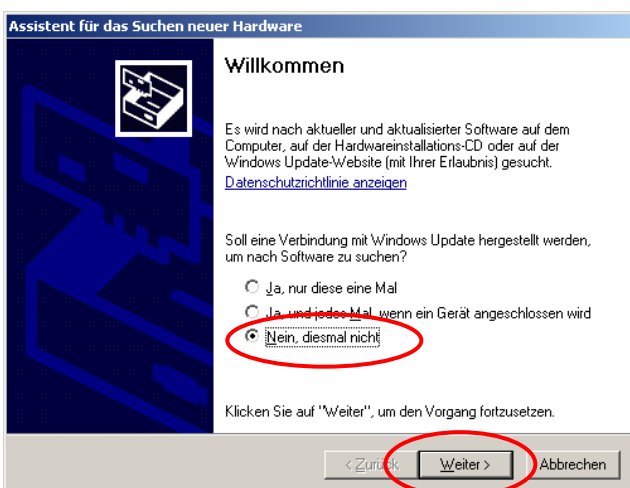 Assistent für das Suchen neuer Hardware
Willkommen
Es wird nach aktueller und aktualisierter Software auf dem
Computer, auf der Hardwareinstallations-CD oder auf der
Windows Update-Website (mit Ihrer Erlaubnis) gesucht.
Datenschutzrichtlinie anzeigen
Soll eine Verbindung mit Windows Update hergestellt werden,
um nach Software zu suchen?
Ja, nur diese eine Mal
Ja, und jedes Mal, wenn ein Gerät angeschlossen wird
Nein, diesmal nicht
Klicken Sie auf "Weiter", um den Vorgang fortzusetzen.
< Zurück Weiter > Abbrechen